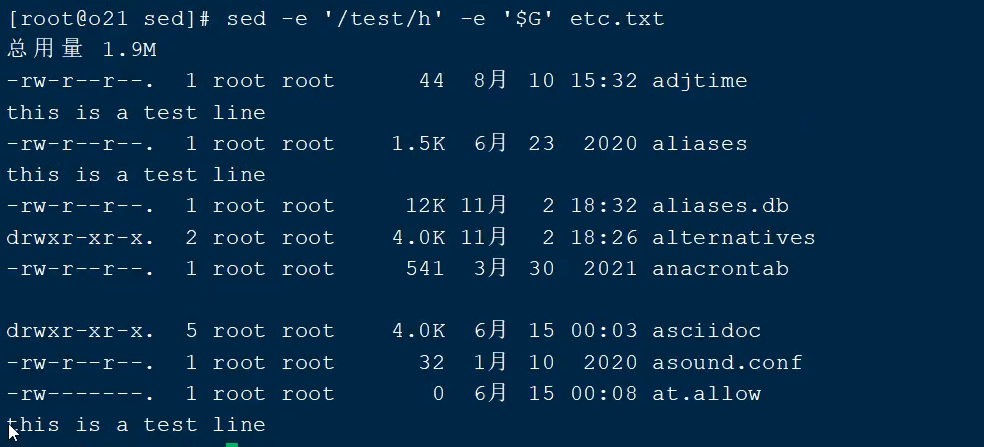 [root@o21 sed]# sed -e '/test/h' -e '$G' etc.txt
总用量 1.9M
-rw-r--r--.  1 root root      44  8月  10 15:32 adjtime
this is a test line
-rw-r--r--.  1 root root    1.5K  6月  23  2020 aliases
this is a test line
-rw-r--r--.  1 root root     12K 11月   2 18:32 aliases.db
drwxr-xr-x.  2 root root    4.0K 11月   2 18:26 alternatives
-rw-r--r--.  1 root root     541  3月  30  2021 anacrontab

drwxr-xr-x.  5 root root    4.0K  6月  15 00:03 asciidoc
-rw-r--r--.  1 root root      32  1月  10  2020 asound.conf
-rw-------.  1 root root       0  6月  15 00:08 at.allow
this is a test line